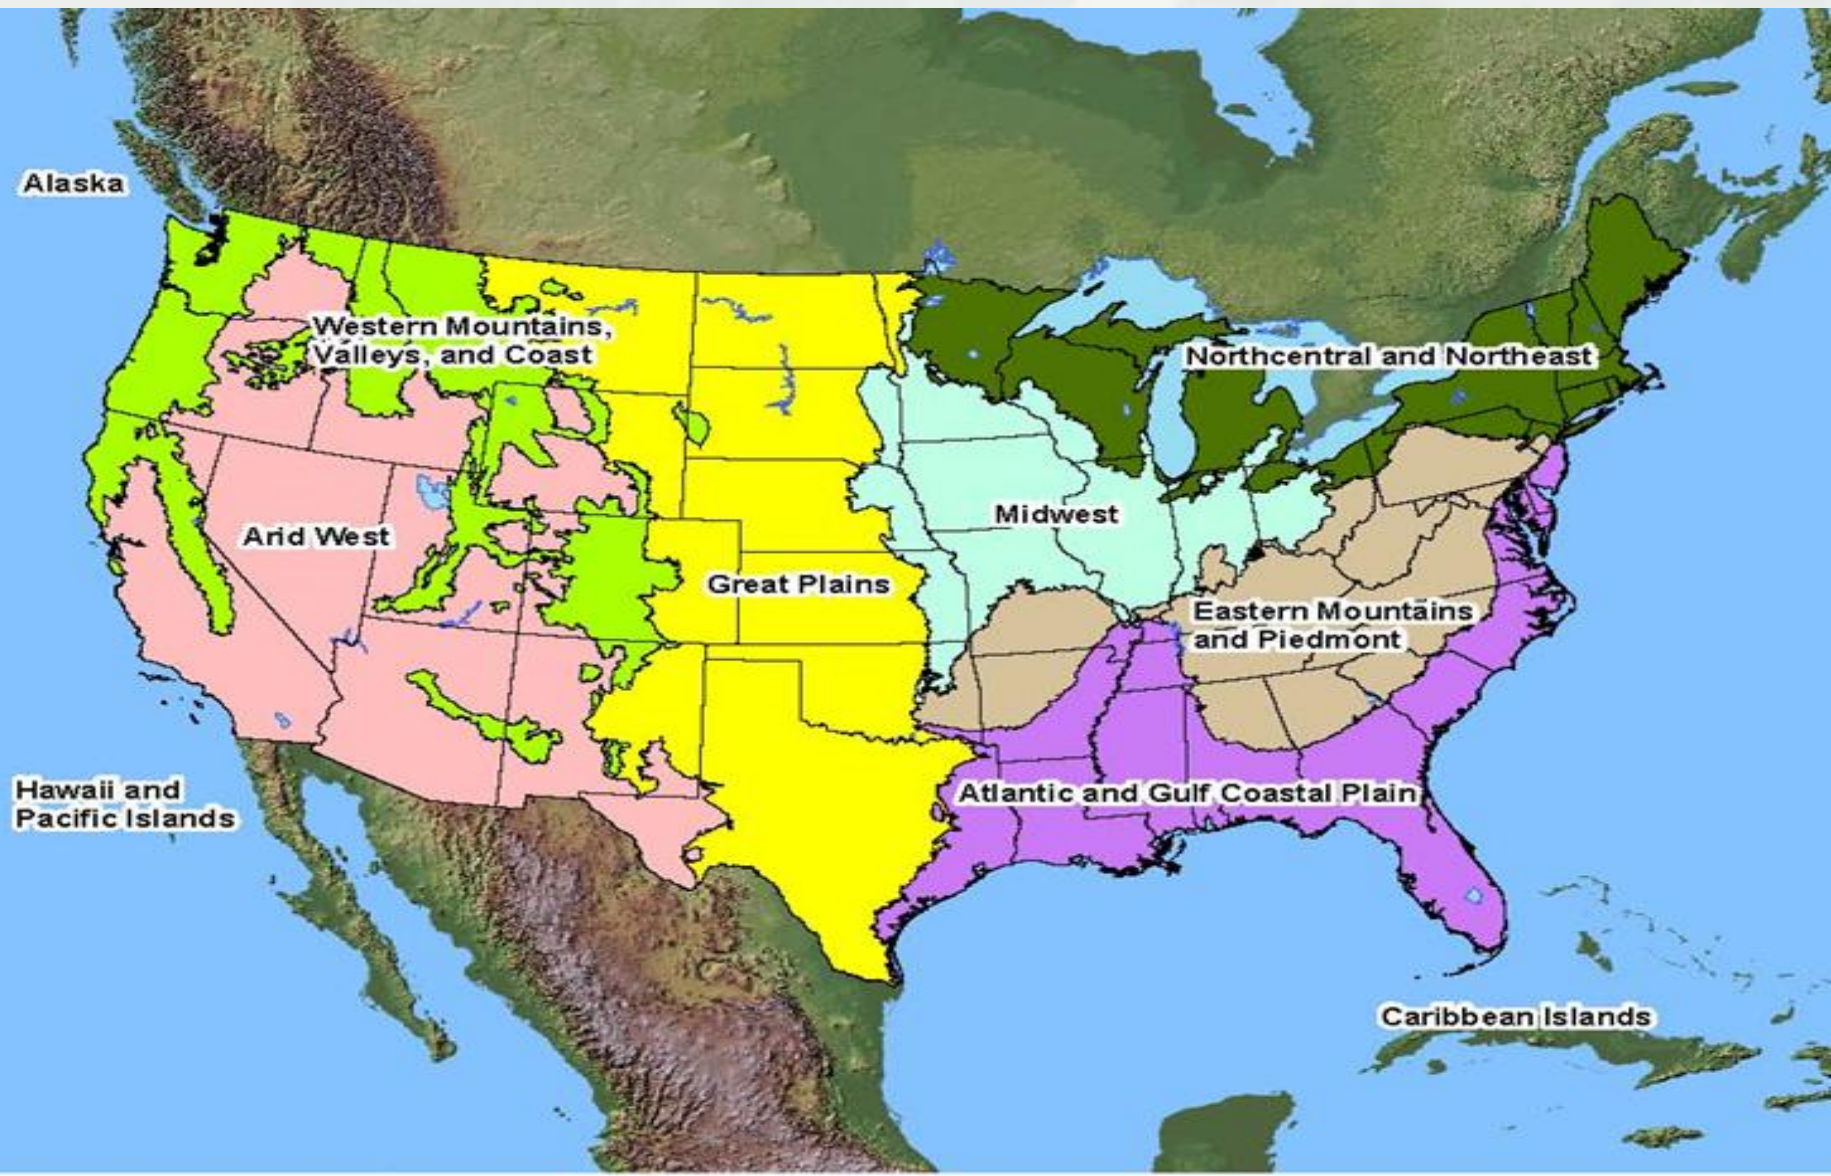 Alaska
Western Mountains,
Valleys, and Coast
Northcentral and Northeast
Midwest
Arid West
Great Plains
Eastern Mountains
and Piedmont
Hawaii and
Pacific Islands
Atlantic and Gulf Coastal Plain
Caribbean Islands